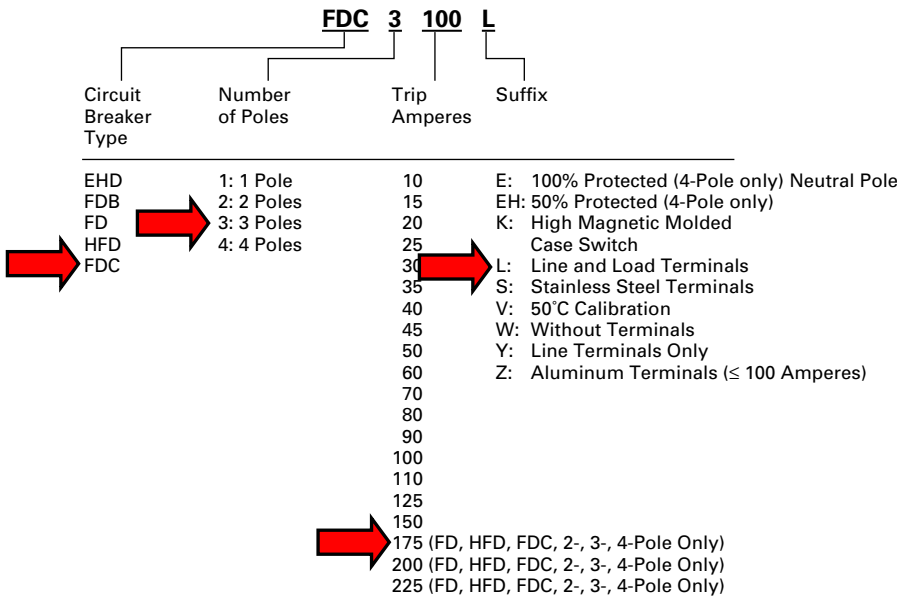 FDC 3 100 L
Circuit Breaker Type
Number of Poles
Trip Amperes
Suffix
EHD
FDB
FD
HFD
FDC
1: 1 Pole
2: 2 Poles
3: 3 Poles
4: 4 Poles
10
15
20
25
30
35
40
45
50
60
70
80
90
100
110
125
150
175 (FD, HFD, FDC, 2-, 3-, 4-Pole Only)
200 (FD, HFD, FDC, 2-, 3-, 4-Pole Only)
225 (FD, HFD, FDC, 2-, 3-, 4-Pole Only)
E: 100% Protected (4-Pole only) Neutral Pole
EH: 50% Protected (4-Pole only)
K: High Magnetic Molded
Case Switch
L: Line and Load Terminals
S: Stainless Steel Terminals
V: 50°C Calibration
W: Without Terminals
Y: Line Terminals Only
Z: Aluminum Terminals (≤ 100 Amperes)